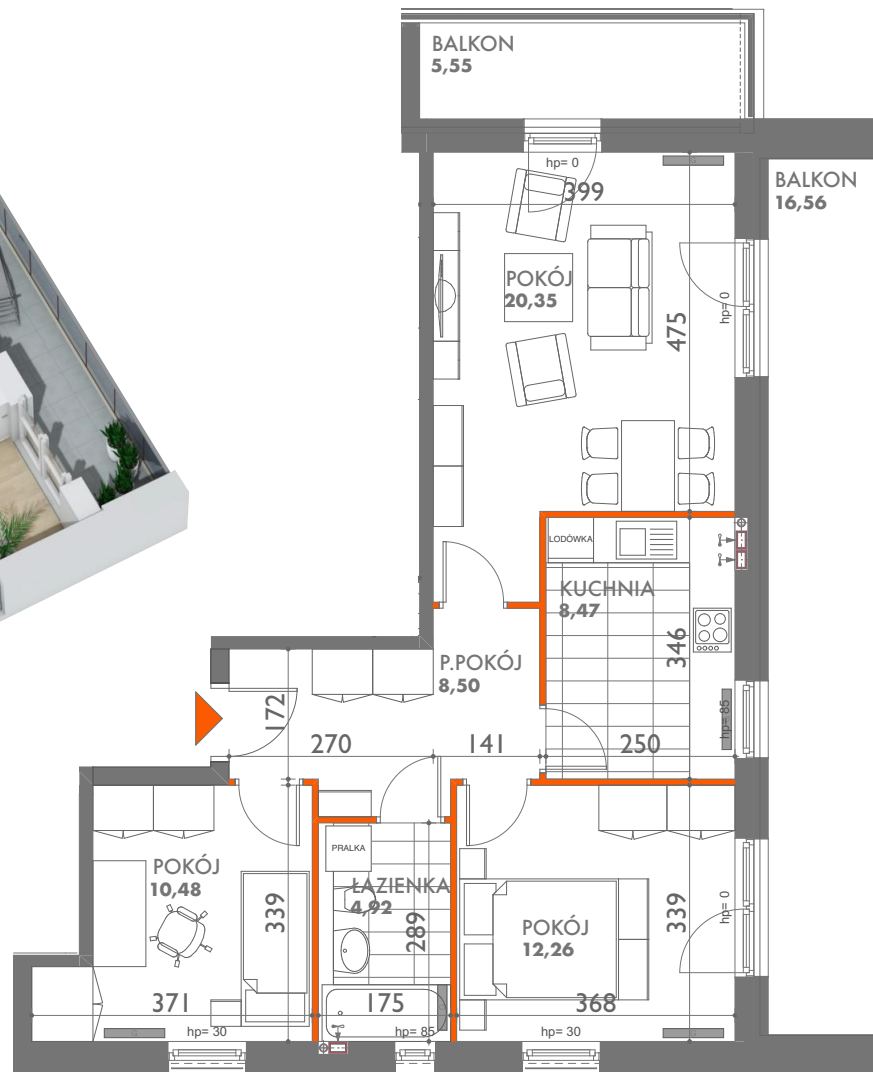 BALKON
5,55
hp= 0
G
399
BALKON
16,56
POKÓJ
20,35
475
hp= 0
LODÓWKA
KUCHNIA
8,47
346
P.POKÓJ
8,50
172
270
141
250
hp= 85
PRALKA
POKÓJ
10,48
339
ŁAZIENKA
4,92
289
POKÓJ
12,26
339
hp= 0
371
175
368
G
hp= 30
hp= 85
hp= 30
G